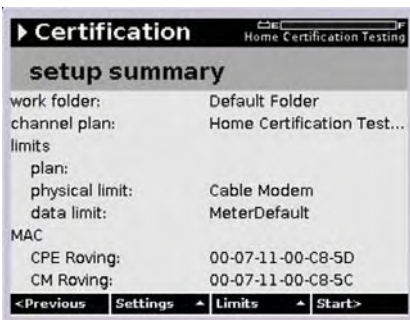 Certification
E F
Home Certification Testing
setup summary
work folder: Default Folder
channel plan: Home Certification Test...
limits
plan:
physical limit: Cable Modem
data limit: MeterDefault
MAC
CPE Roving: 00-07-11-00-C8-5D
CM Roving: 00-07-11-00-C8-5C
<Previous Settings Limits Start>